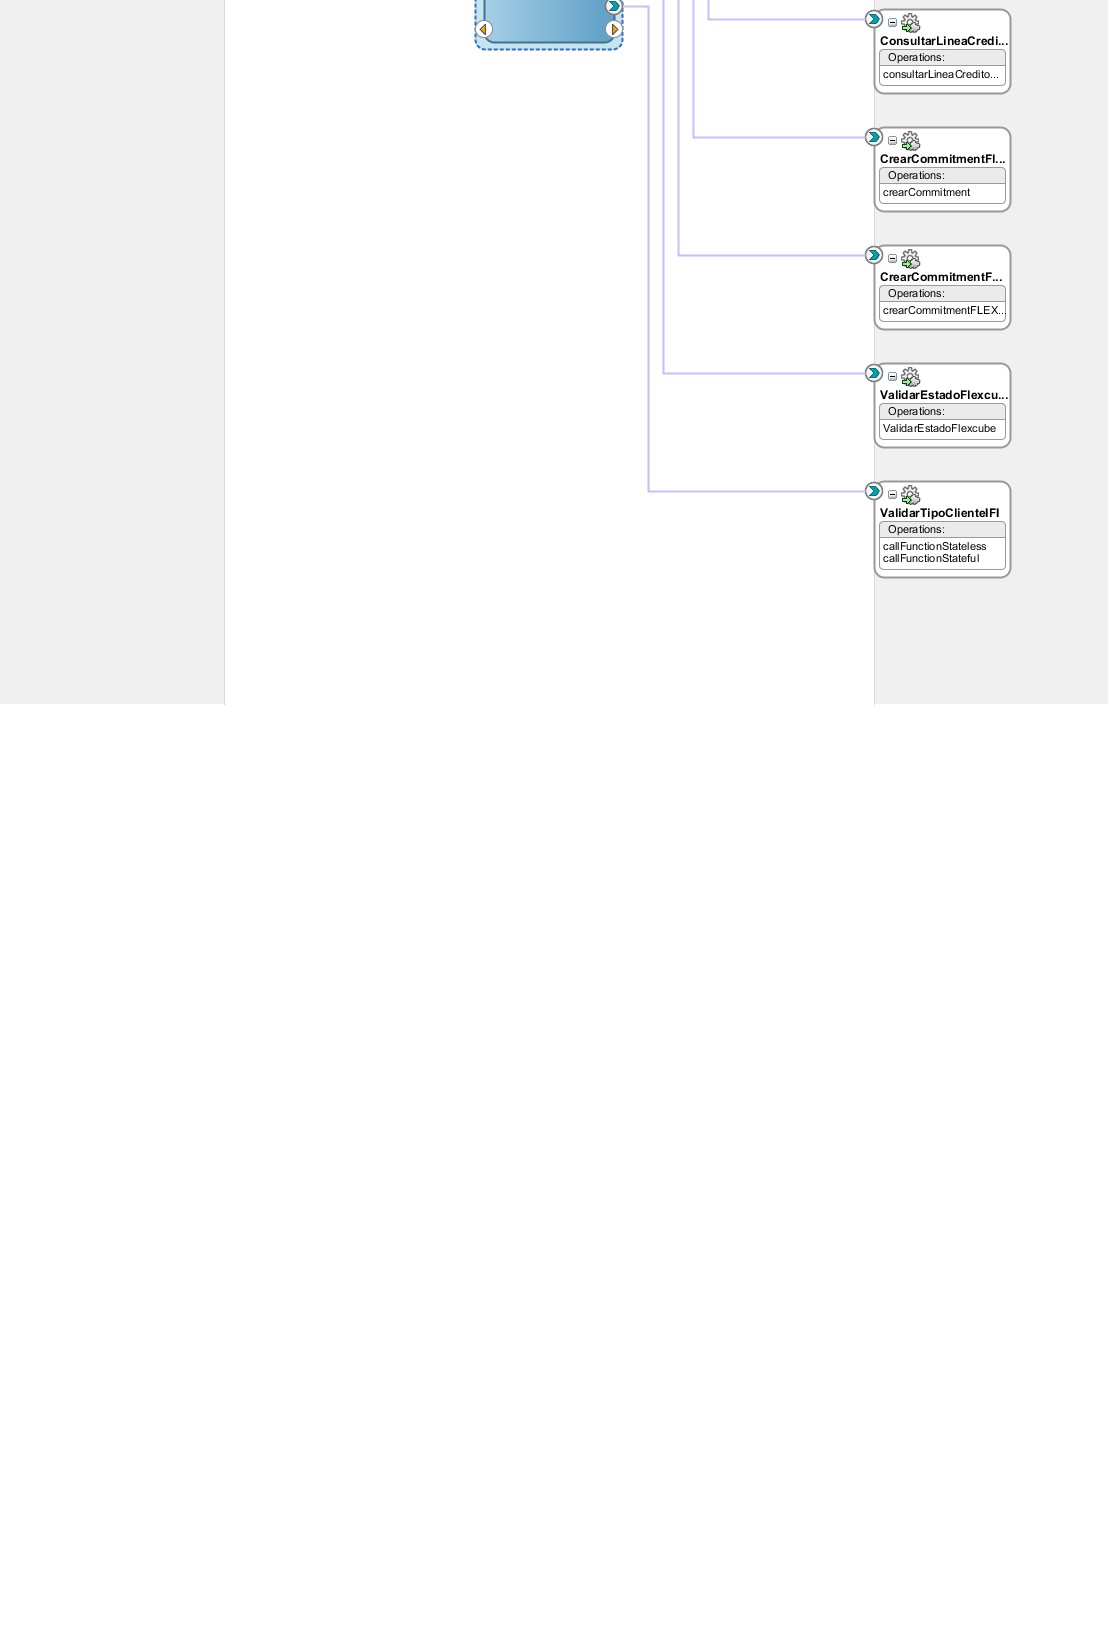 ConsultarLineaCredi...
Operations:
consultarLineaCredito...
CrearCommitmentFl...
Operations:
crearCommitment
CrearCommitmentF...
Operations:
crearCommitmentFLEX...
ValidarEstadoFlexcu...
Operations:
ValidarEstadoFlexcube
ValidarTipoClienteIFI
Operations:
callFunctionStateless
callFunctionStateful